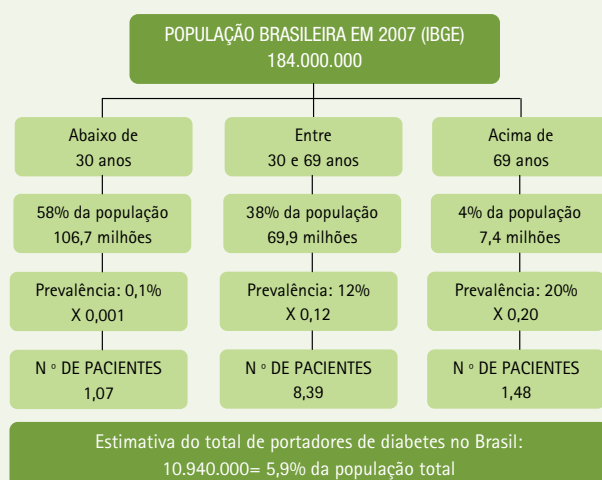 POPULAÇÃO BRASILEIRA EM 2007 (IBGE)
184.000.000
Abaixo de
30 anos
Entre
30 e 69 anos
Acima de
69 anos
58% da população
106,7 milhões
38% da população
69,9 milhões
4% da população
7,4 milhões
Prevalência: 0,1%
X 0,001
Prevalência: 12%
X 0,12
Prevalência: 20%
X 0,20
N º DE PACIENTES
1,07
N º DE PACIENTES
8,39
N º DE PACIENTES
1,48
Estimativa do total de portadores de diabetes no Brasil:
10.940.000= 5,9% da população total